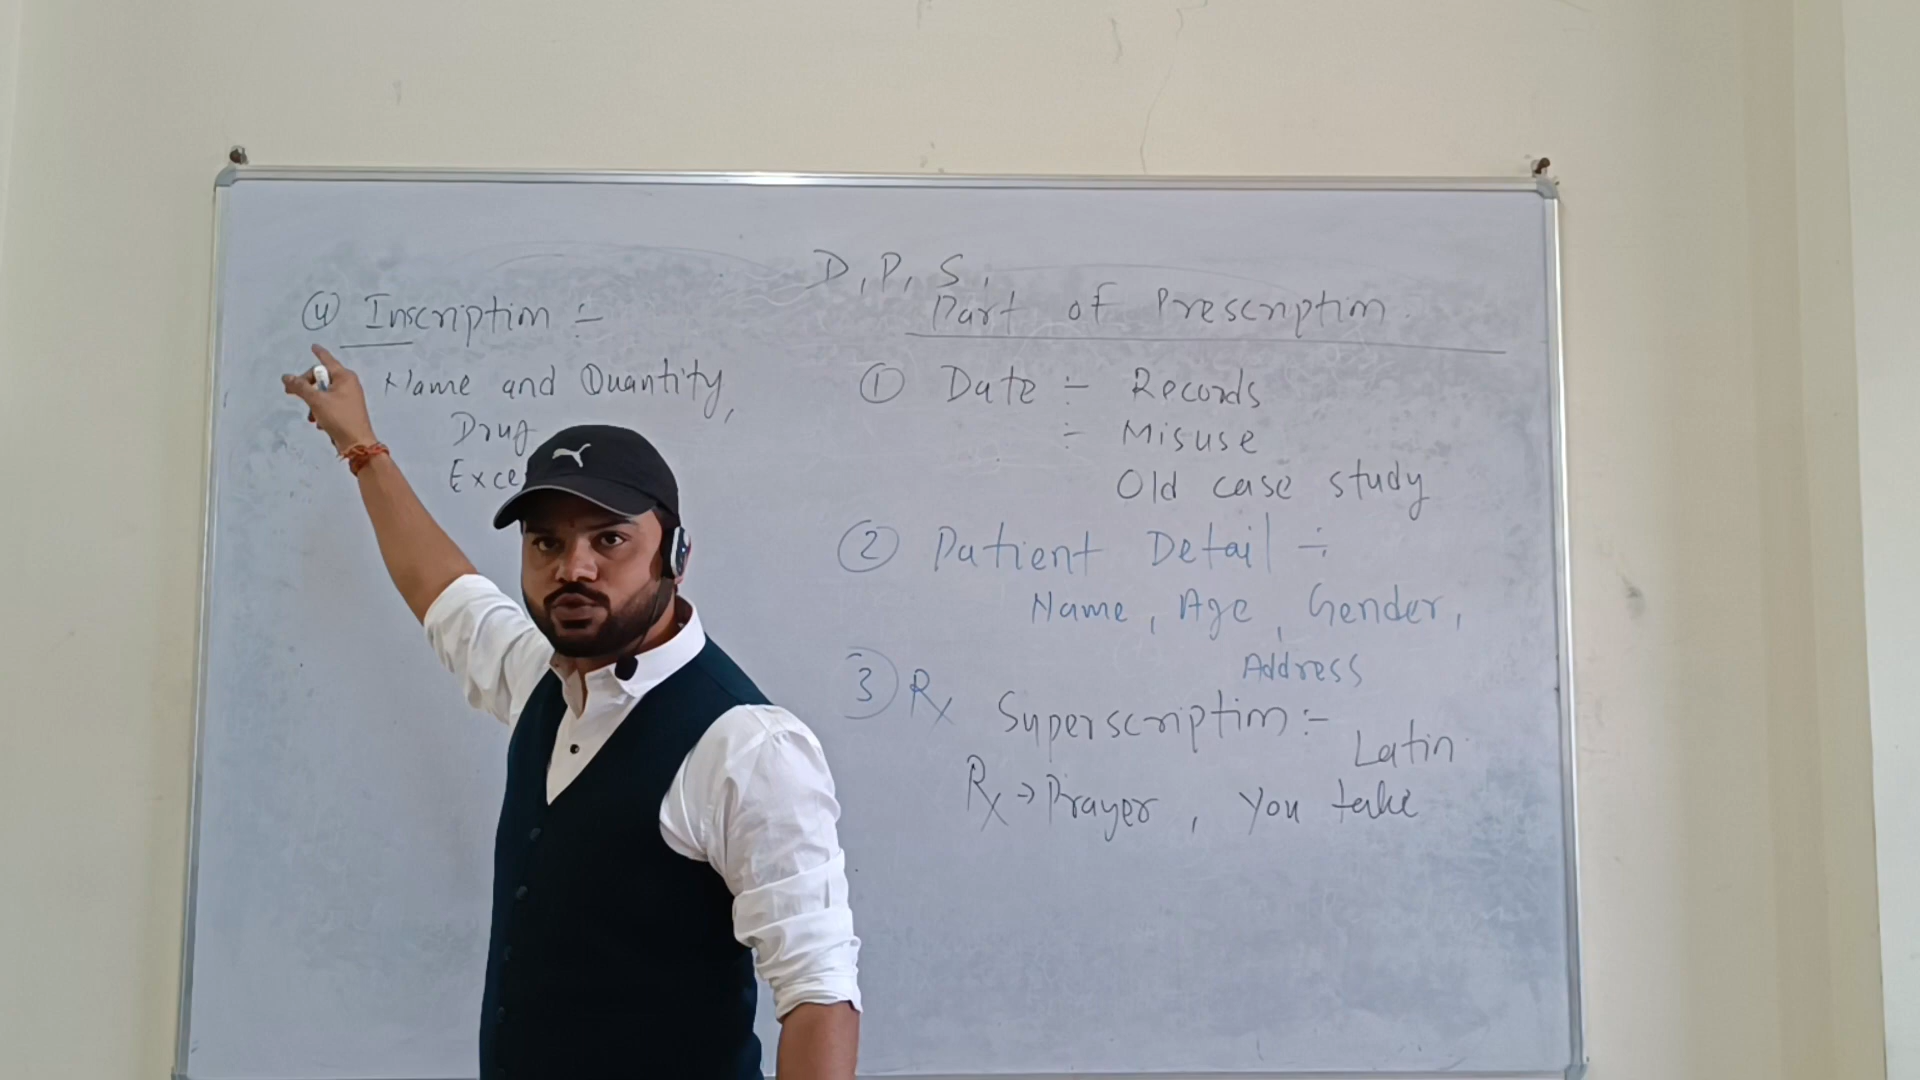 D, P, S,
Part of Prescription.
① Date :- Records
:- Misuse
Old case study
② Patient Detail :-
Name, Age, Gender,
Address
③ Rx Superscription :-
Latin
Rx → Prayer, You take
④ Inscription :-
Name and Quantity,
Drug